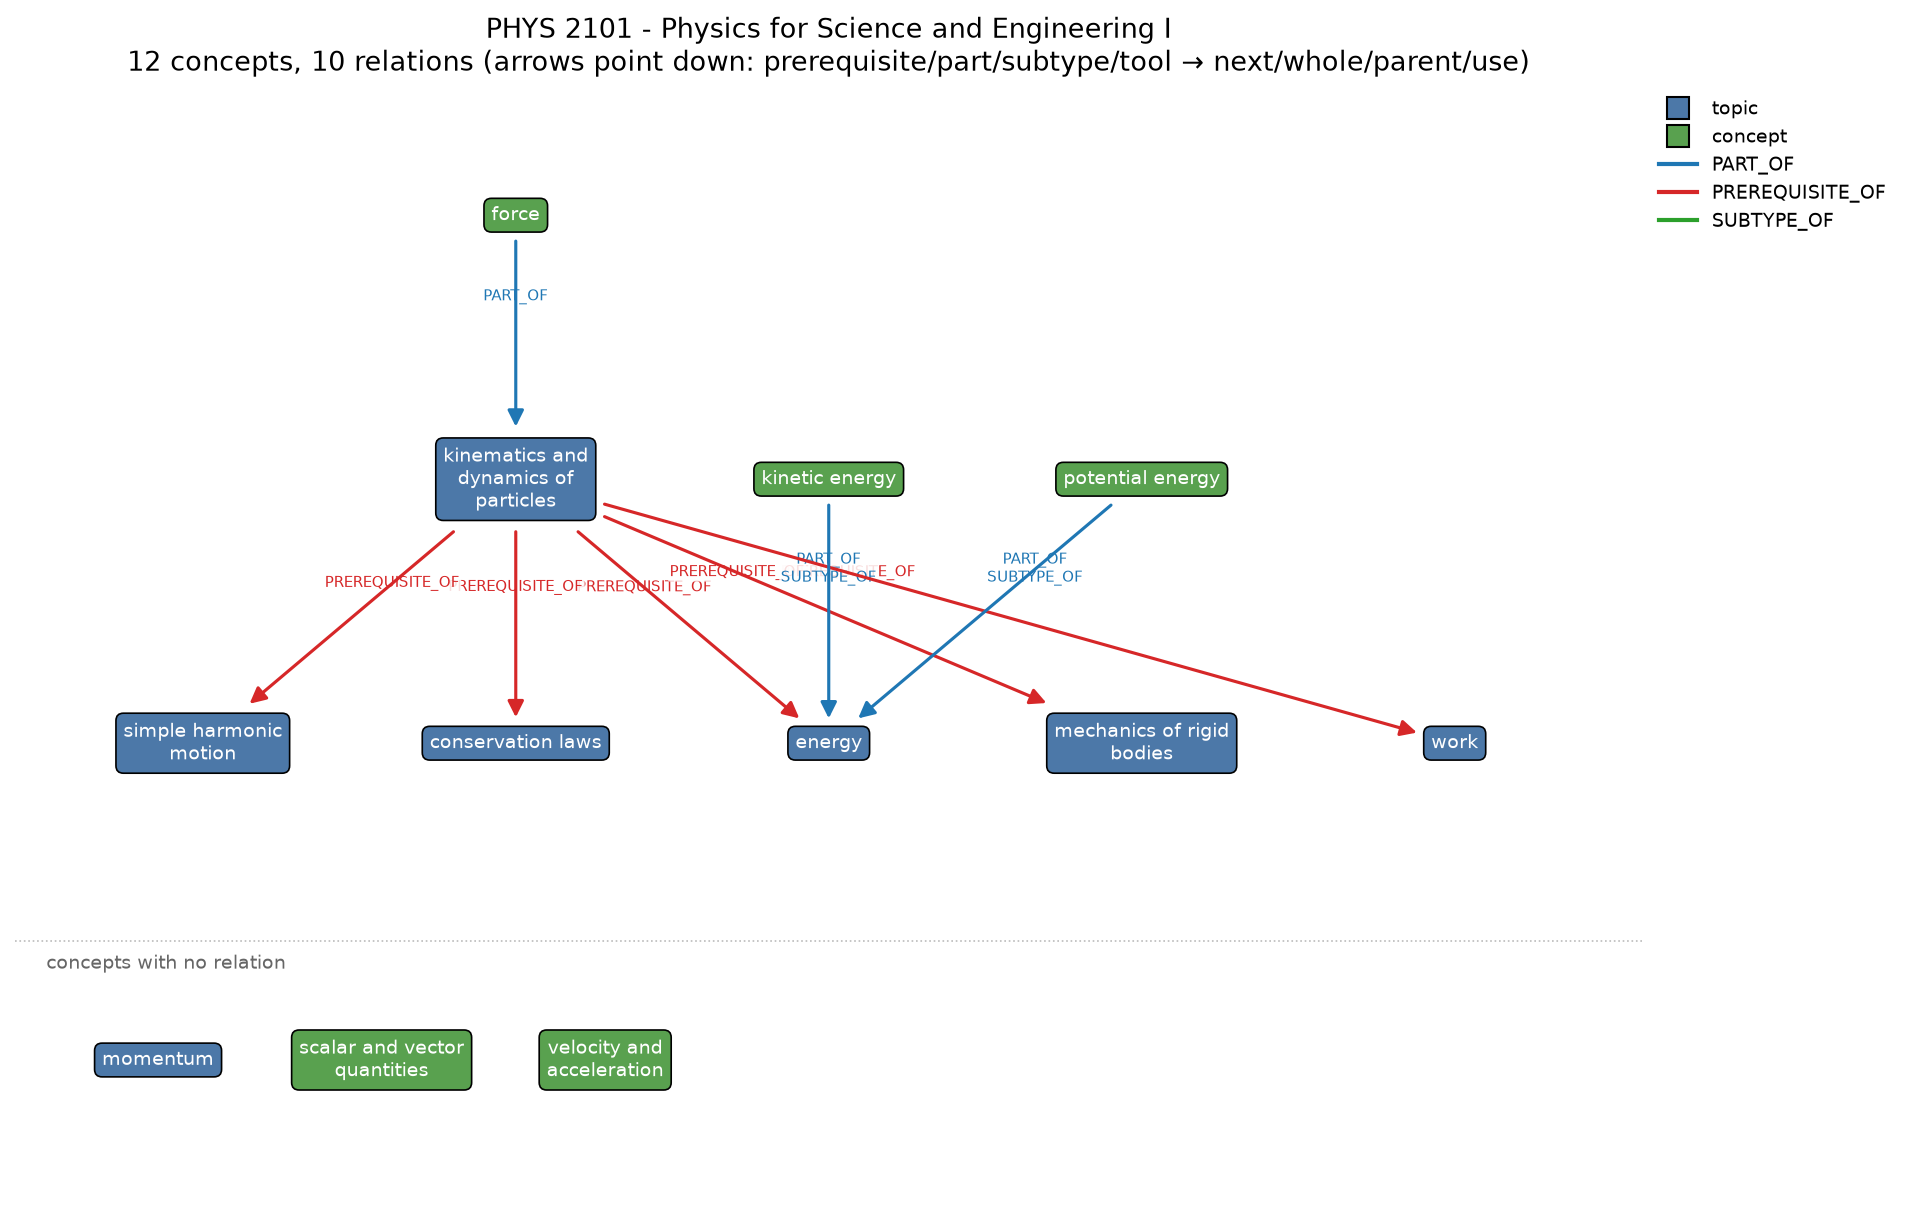 PHYS 2101 - Physics for Science and Engineering I
12 concepts, 10 relations (arrows point down: prerequisite/part/subtype/tool → next/whole/parent/use)
topic
concept
PART_OF
PREREQUISITE_OF
SUBTYPE_OF
force
PART_OF
kinematics and
dynamics of
particles
kinetic energy
potential energy
PREREQUISITE_OF
PREREQUISITE_OF
PREREQUISITE_OF
PART_OF
SUBTYPE_OF
PART_OF
SUBTYPE_OF
simple harmonic
motion
conservation laws
energy
mechanics of rigid
bodies
work
concepts with no relation
momentum
scalar and vector
quantities
velocity and
acceleration